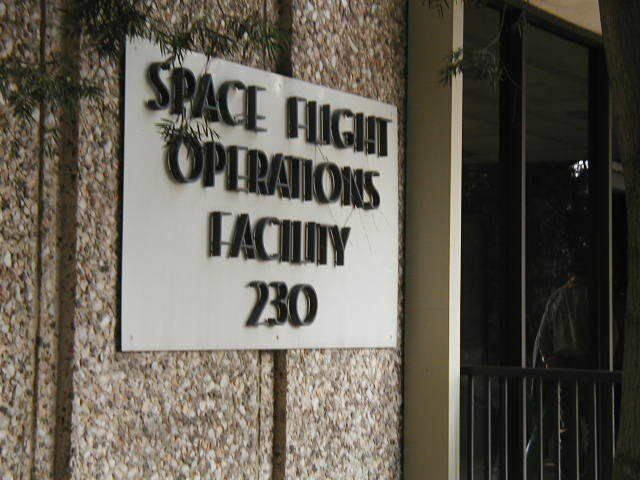 SPACE FLIGHT
OPERATIONS
FACILITY
230